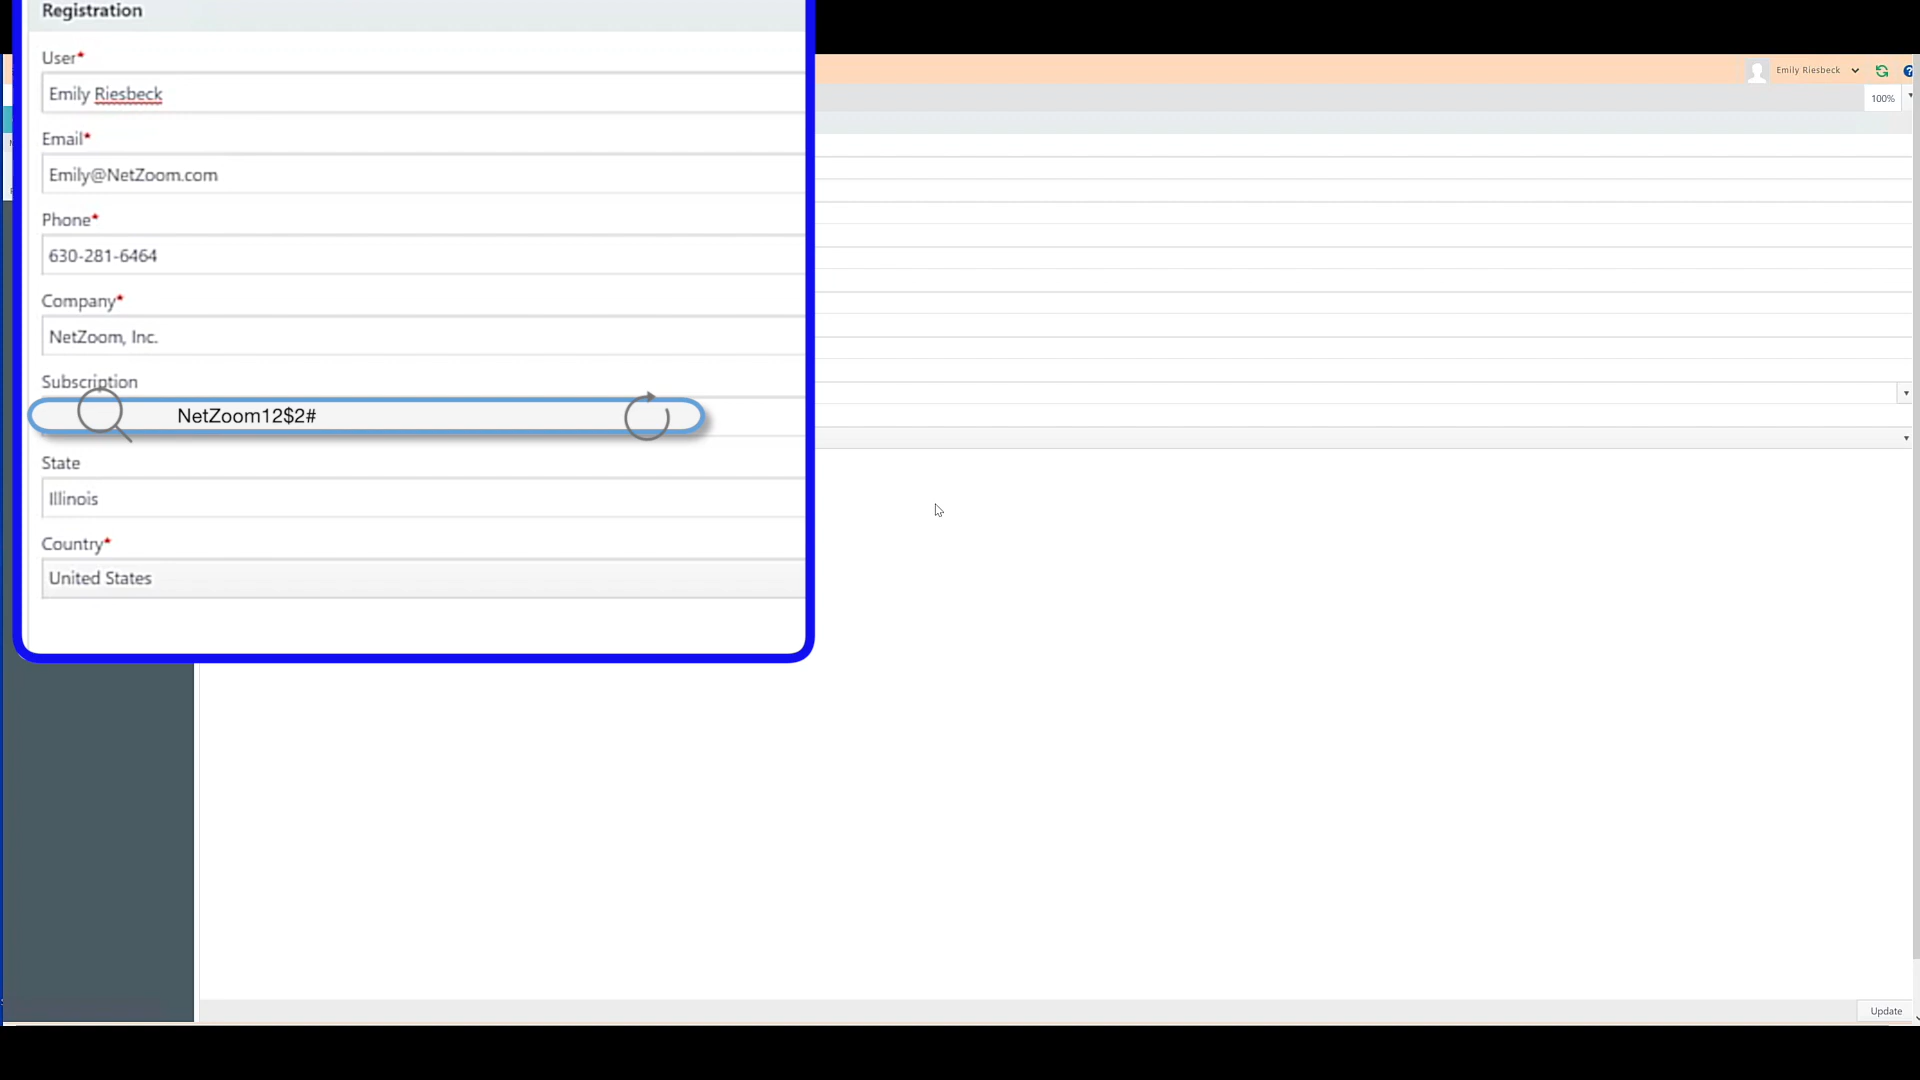 Registration
User*
Emily Riesbeck
Email*
Emily@NetZoom.com
Phone*
630-281-6464
Company*
NetZoom, Inc.
Subscription
NetZoom12$2#
State
Illinois
Country*
United States
Emily Riesbeck
100%
Update